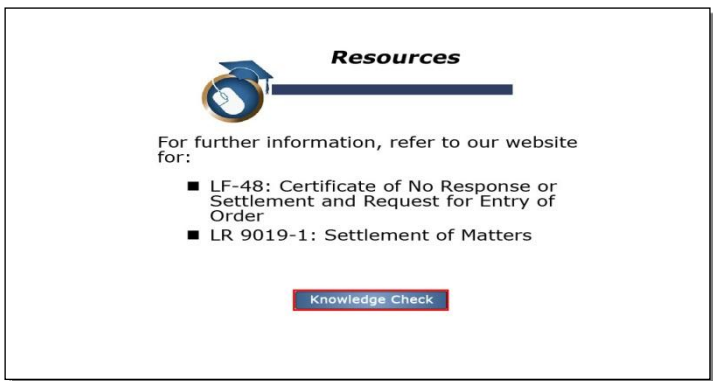 Resources
For further information, refer to our website
for:
■ LF-48: Certificate of No Response or
Settlement and Request for Entry of
Order
■ LR 9019-1: Settlement of Matters
Knowledge Check